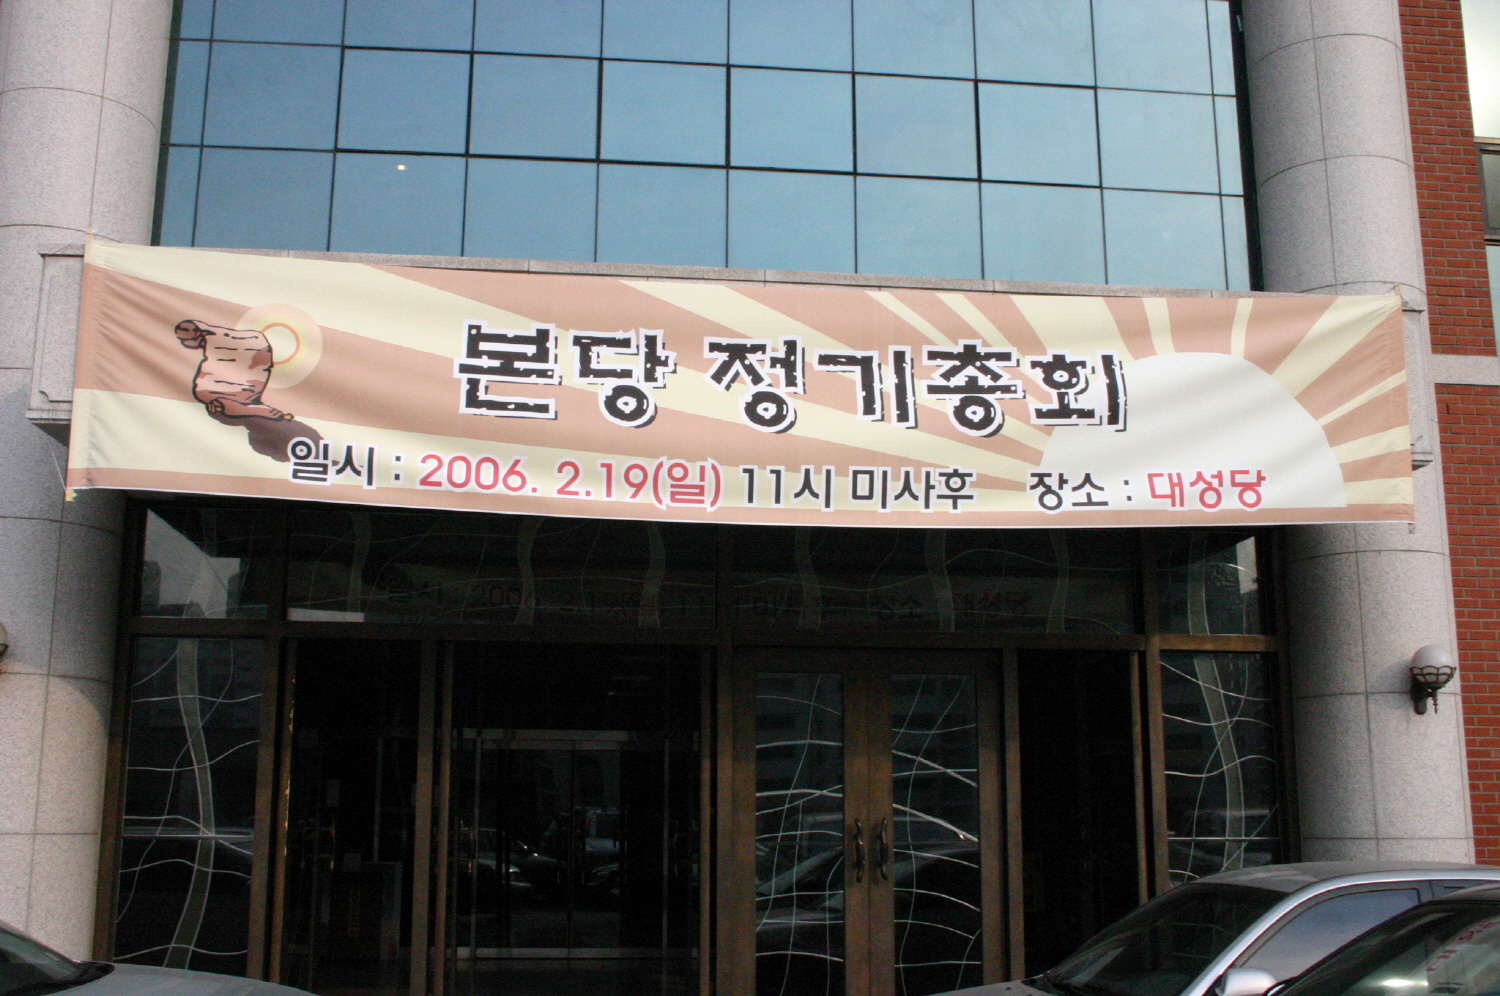 본당 정기총회
일시 : 2006. 2.19(일) 11시 미사후 장소 : 대성당